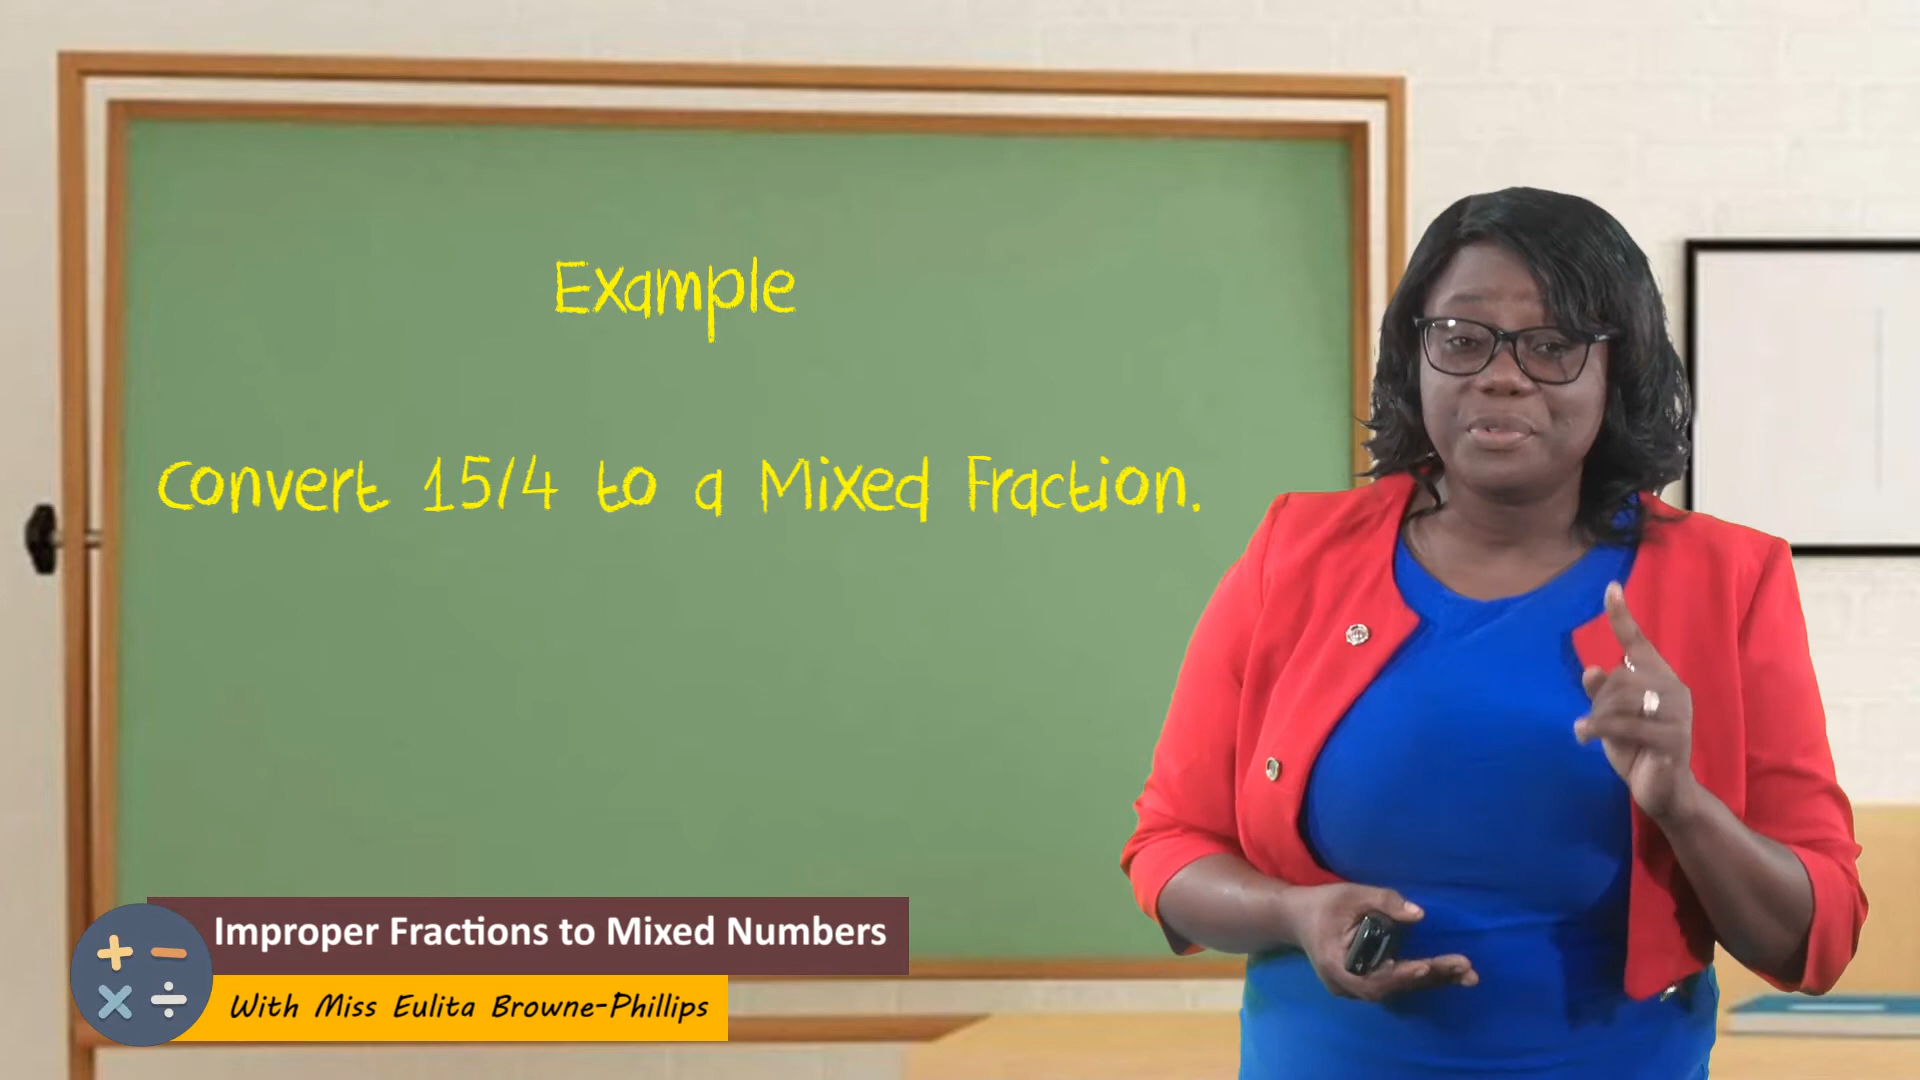 Example
Convert 15/4 to a Mixed Fraction.
Improper Fractions to Mixed Numbers
With Miss Eulita Browne-Phillips